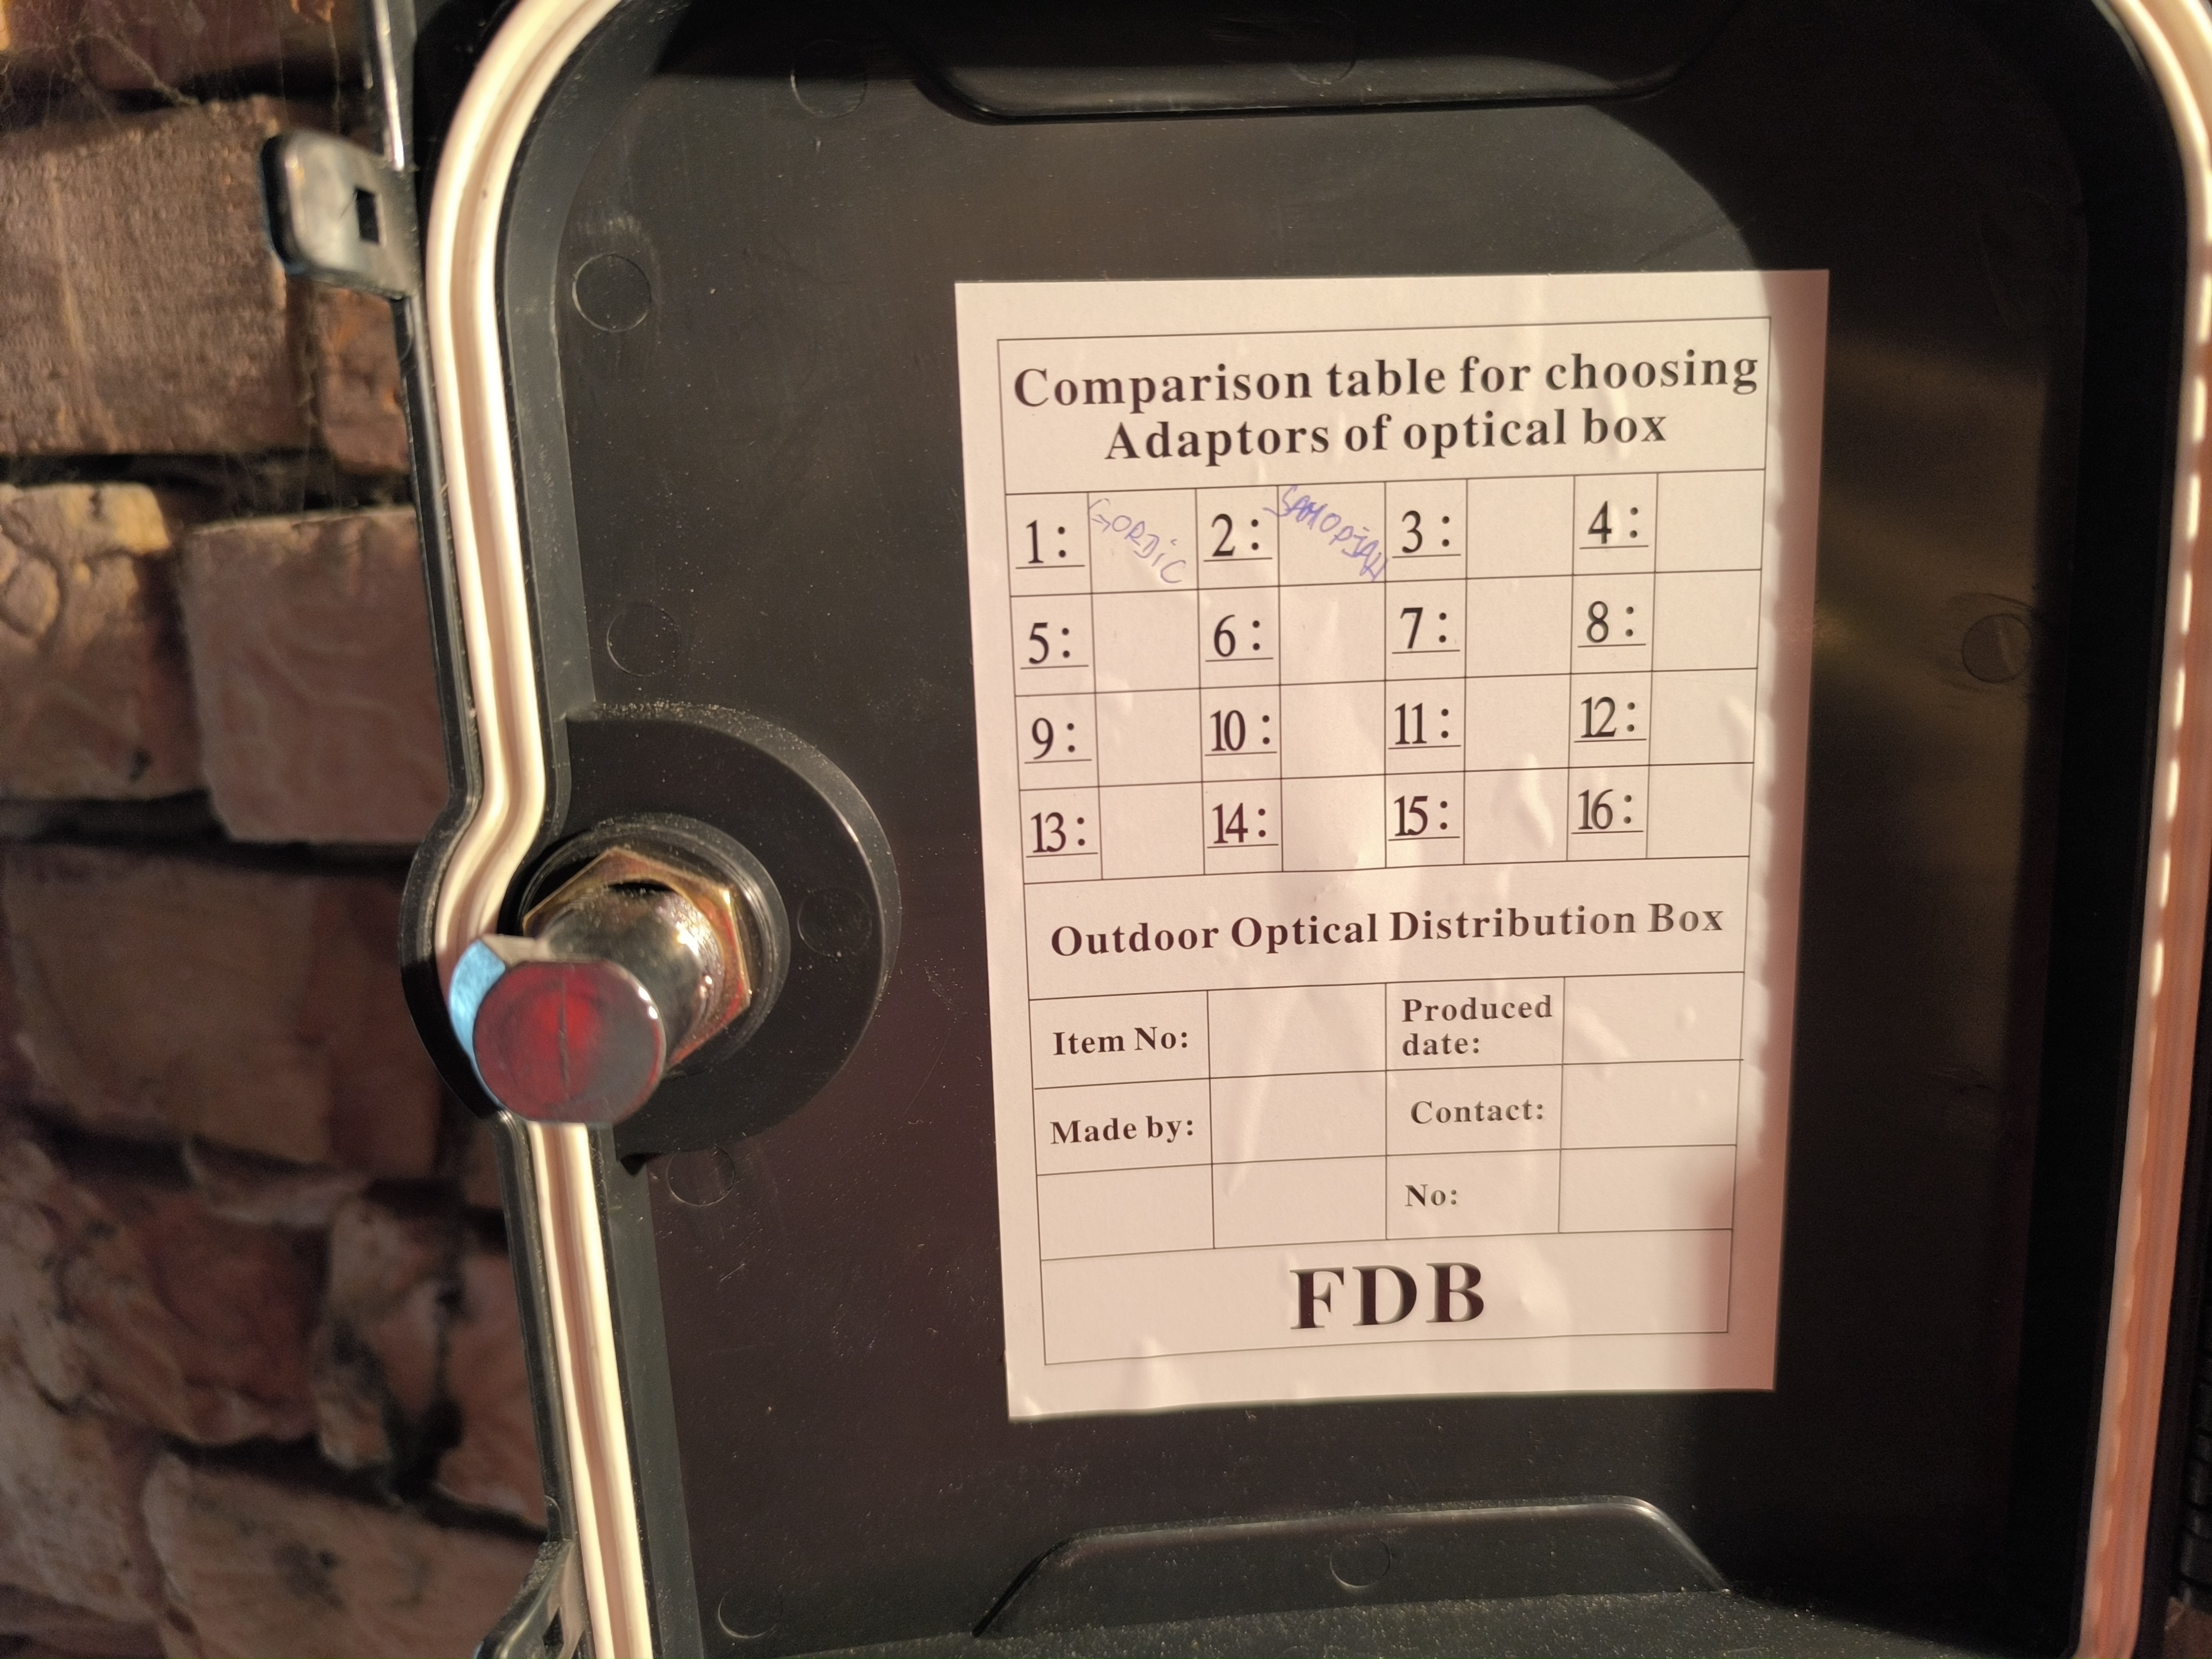 Comparison table for choosing
Adaptors of optical box
1: GORDiC 2: 3: 4:
5: 6: 7: 8:
9: 10: 11: 12:
13: 14: 15: 16:
Outdoor Optical Distribution Box
Item No: Produced date:
Made by: Contact:
No:
FDB